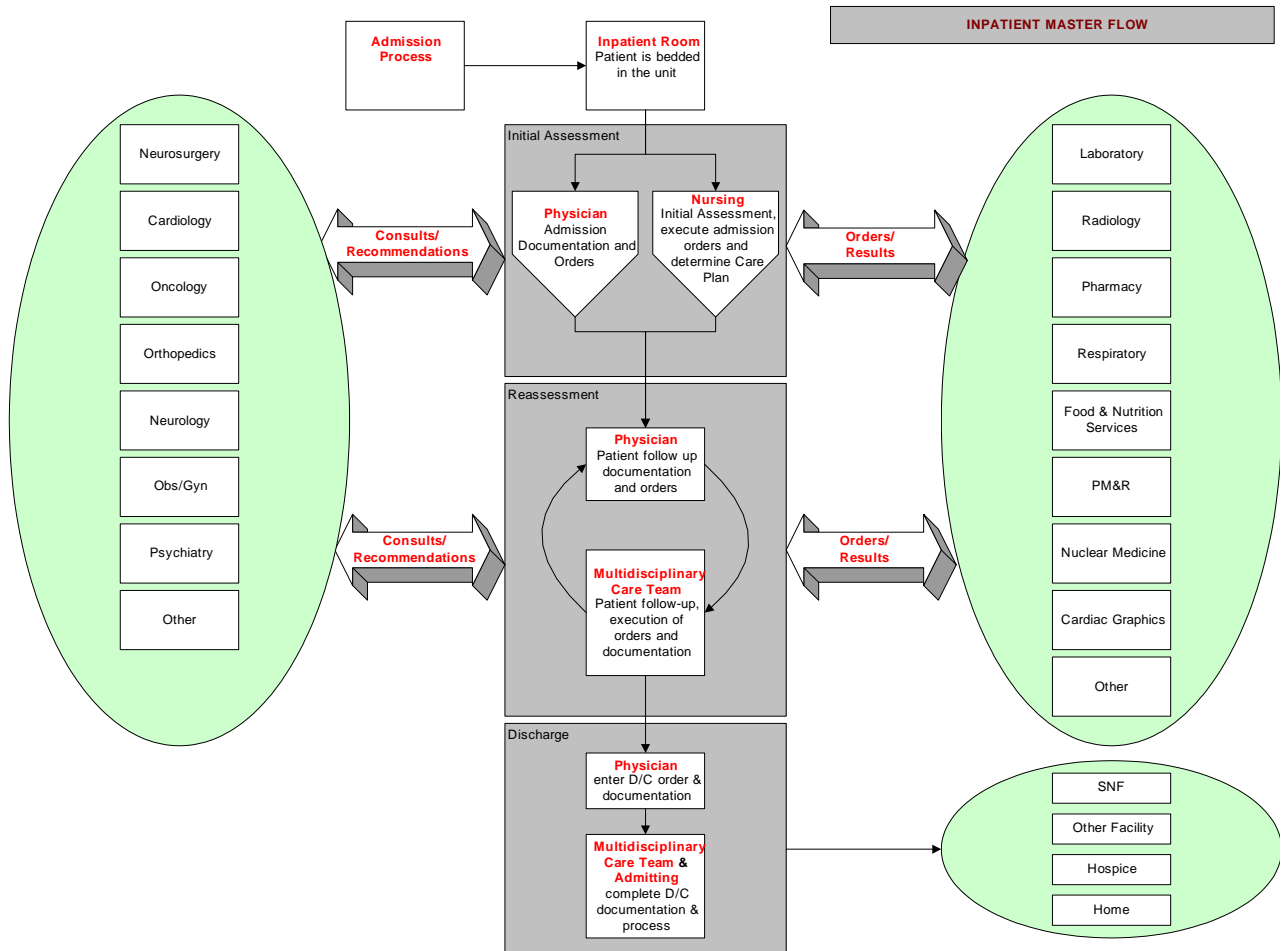 INPATIENT MASTER FLOW
Admission
Process
Inpatient Room
Patient is bedded
in the unit
Neurosurgery
Cardiology
Oncology
Orthopedics
Neurology
Obs/Gyn
Psychiatry
Other
Consults/
Recommendations
Consults/
Recommendations
Initial Assessment
Physician
Admission
Documentation and
Orders
Nursing
Initial Assessment,
execute admission
orders and
determine Care
Plan
Reassessment
Physician
Patient follow up
documentation
and orders
Multidisciplinary
Care Team
Patient follow-up,
execution of
orders and
documentation
Discharge
Physician
enter D/C order &
documentation
Multidisciplinary
Care Team &
Admitting
complete D/C
documentation &
process
Orders/
Results
Orders/
Results
Laboratory
Radiology
Pharmacy
Respiratory
Food & Nutrition
Services
PM&R
Nuclear Medicine
Cardiac Graphics
Other
SNF
Other Facility
Hospice
Home